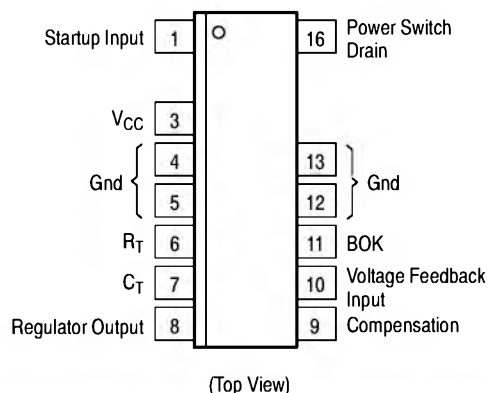 Startup Input 1 16 Power Switch
Drain
VCC 3
4 13
Gnd Gnd
5 12
RT 6 11 BOK
CT 7 10 Voltage Feedback
Input
Regulator Output 8 9 Compensation
(Top View)